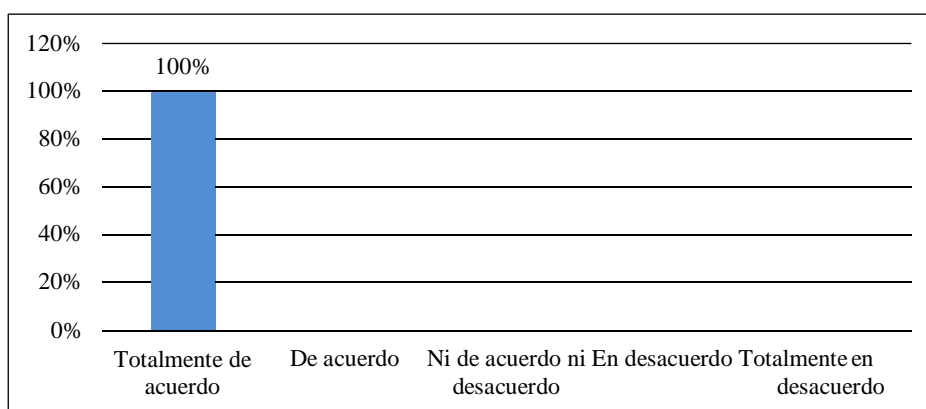 120%
100%
100%
80%
60%
40%
20%
0%
Totalmente de
acuerdo
De acuerdo
Ni de acuerdo ni
desacuerdo
En desacuerdo
Totalmente en
desacuerdo